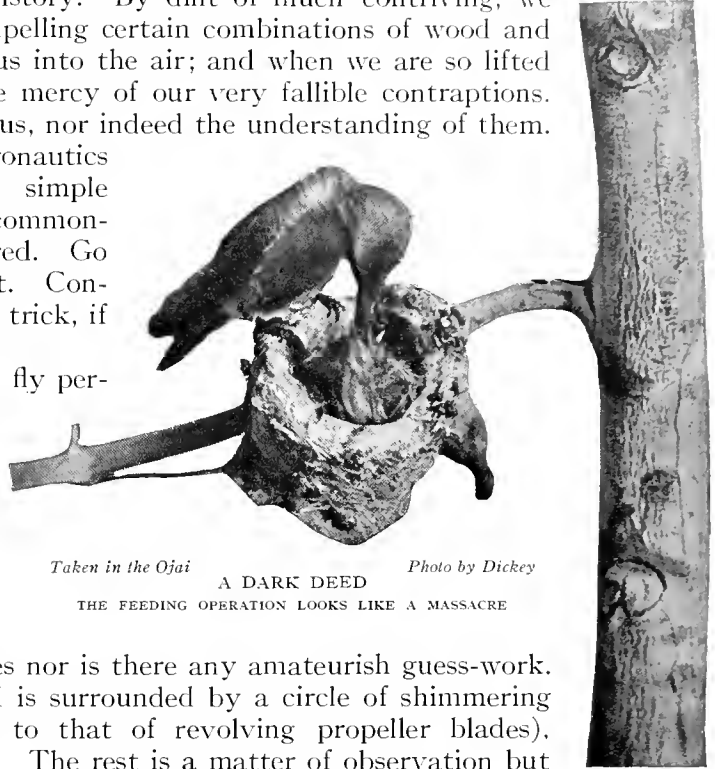 By dint of much contriving, we
pelling certain combinations of wood and
us into the air; and when we are so lifted
e mercy of our very fallible contraptions.
us, nor indeed the understanding of them.
ronautics
simple
common-
red. Go
t. Con-
trick, if
fly per-
Taken in the Ojai Photo by Dickey
A DARK DEED
THE FEEDING OPERATION LOOKS LIKE A MASSACRE
es nor is there any amateurish guess-work.
is surrounded by a circle of shimmering
to that of revolving propeller blades),
The rest is a matter of observation but